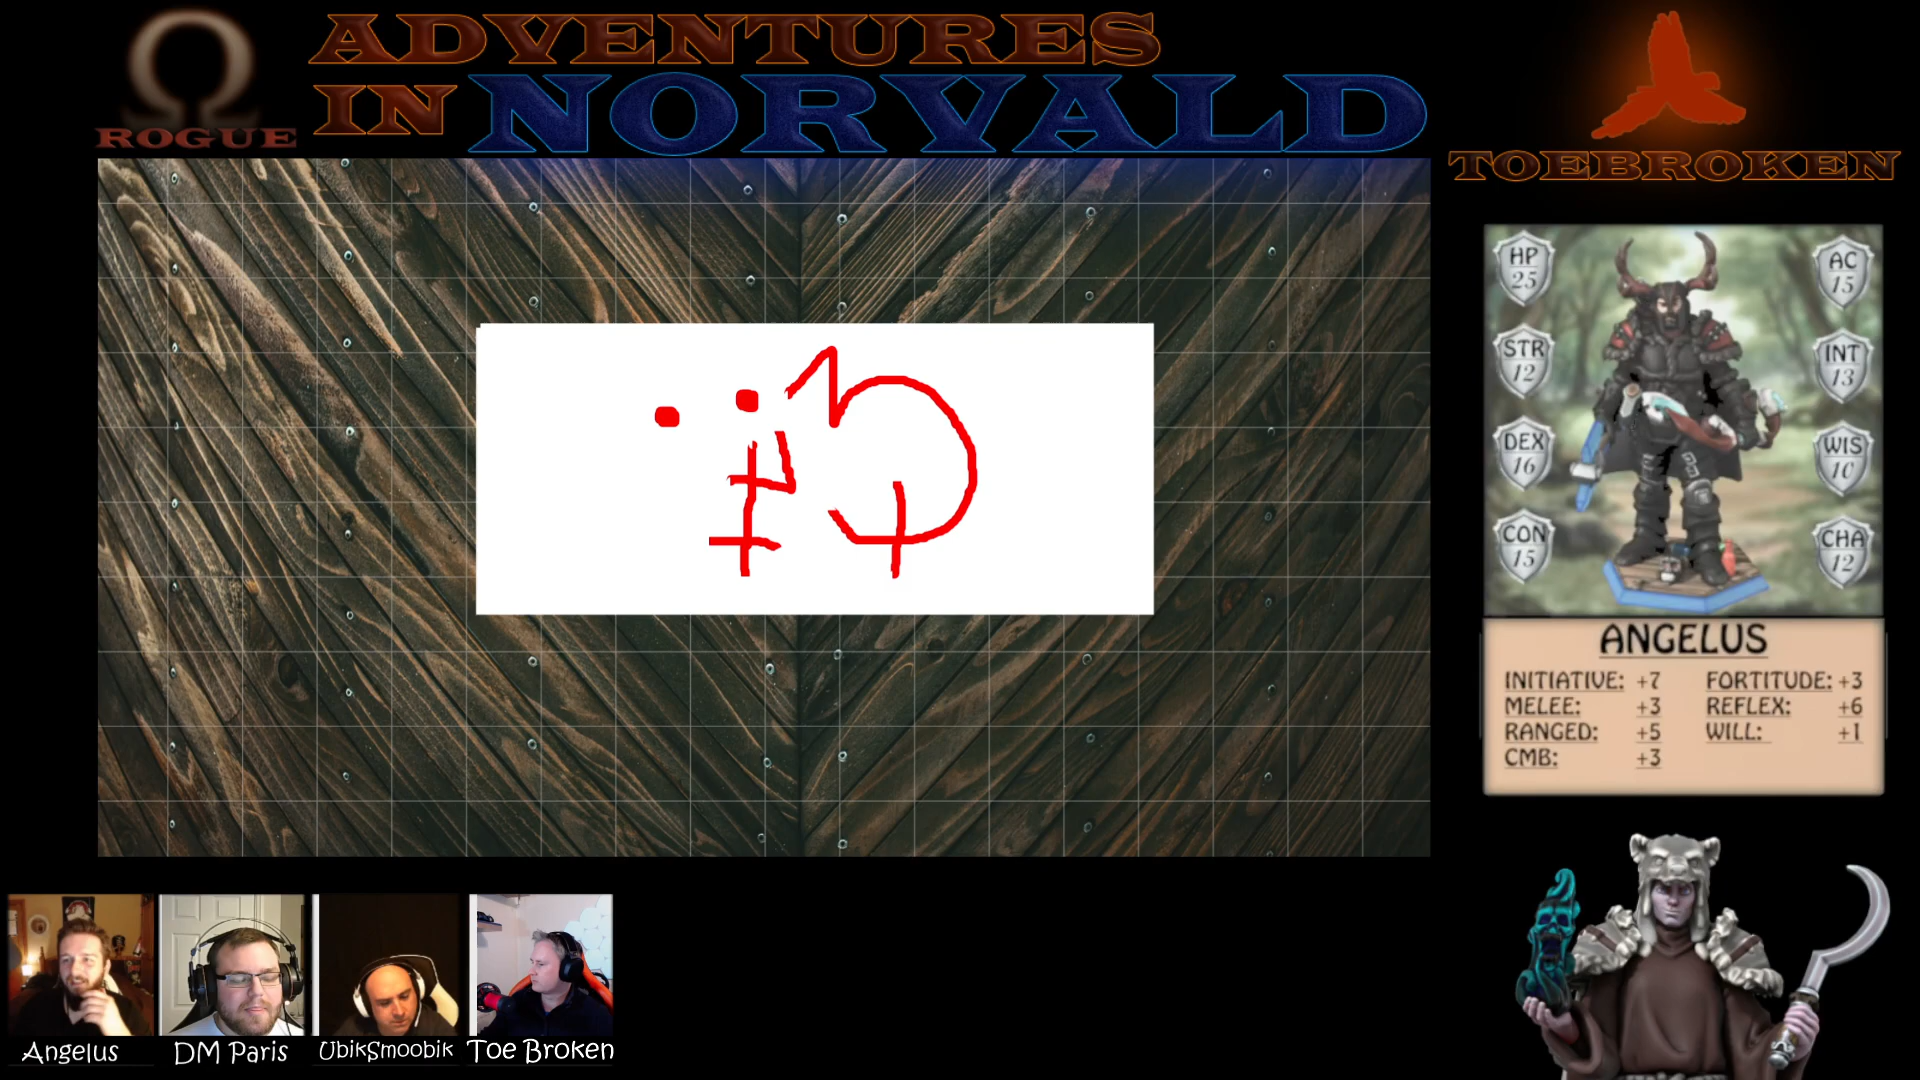 ADVENTURES
IN NORVALD
Ω
ROGUE
TOEBROKEN
HP
25
AC
15
STR
12
INT
13
DEX
16
WIS
10
CON
15
CHA
12
ANGELUS
INITIATIVE: +7 FORTITUDE: +3
MELEE: +3 REFLEX: +6
RANGED: +5 WILL: +1
CMB: +3
Angelus
DM Paris
UbikSmoobik
Toe Broken